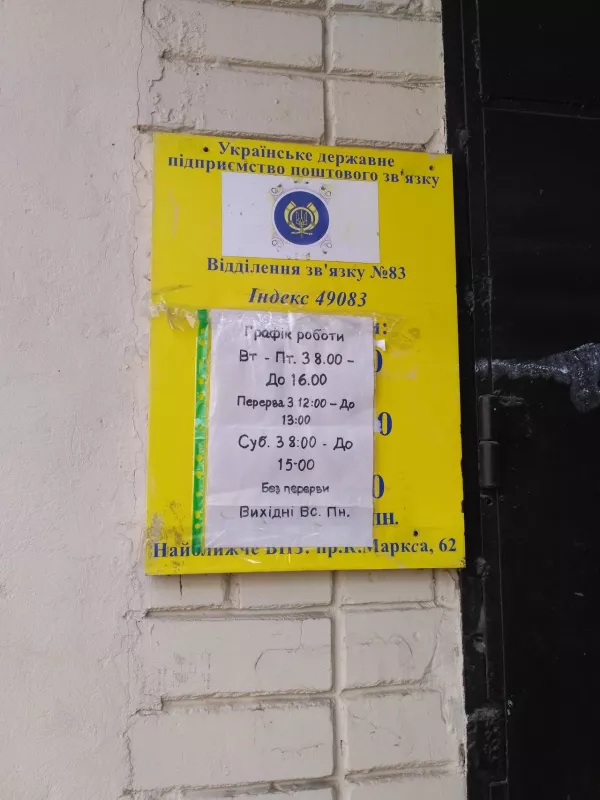 Українське державне
підприємство поштового зв'язку
Відділення зв'язку №83
Індекс 49083
Графік роботи
Вт - Пт. З 8.00 -
До 16.00
Перерва З 12:00 - До
13:00
Суб. З 8:00 - До
15-00
Без перерви
Вихідні Вс. Пн.
Найближче ВПЗ: пр.К.Маркса, 62